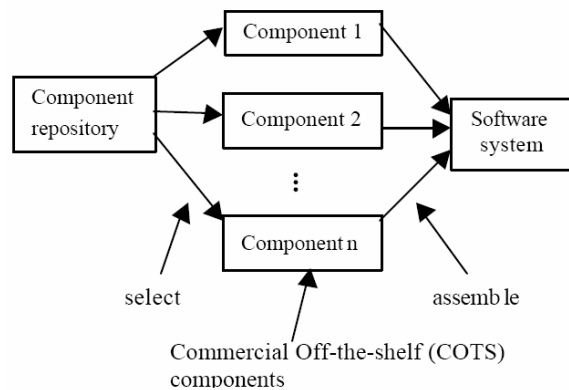 Component 1
Component
repository
Component 2
Software
system
⋮
Component n
select
assemble
Commercial Off-the-shelf (COTS)
components